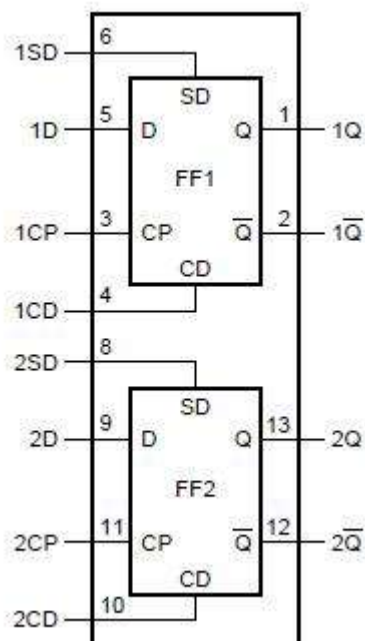 1SD 6
SD
1D 5 D Q 1 1Q
FF1
1CP 3 CP Q̅ 2 1Q̅
CD
1CD 4
2SD 8
SD
2D 9 D Q 13 2Q
FF2
2CP 11 CP Q̅ 12 2Q̅
CD
2CD 10